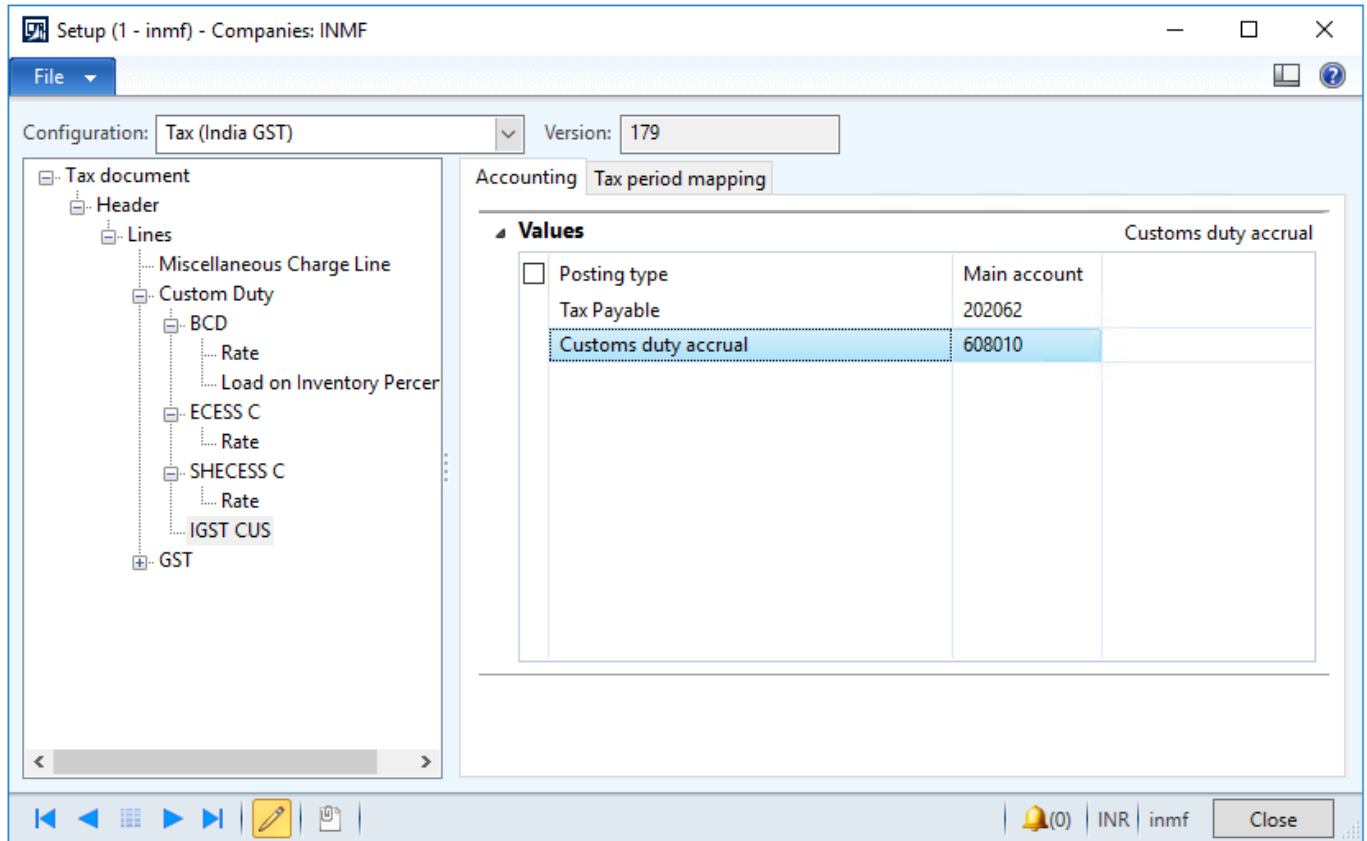 Setup (1 - inmf) - Companies: INMF
File
Configuration: Tax (India GST) Version: 179
Tax document
Header
Lines
Miscellaneous Charge Line
Custom Duty
BCD
Rate
Load on Inventory Percer
ECESS C
Rate
SHECESS C
Rate
IGST CUS
GST
Accounting Tax period mapping
Values Customs duty accrual
Posting type Main account
Tax Payable 202062
Customs duty accrual 608010
(0) INR inmf Close